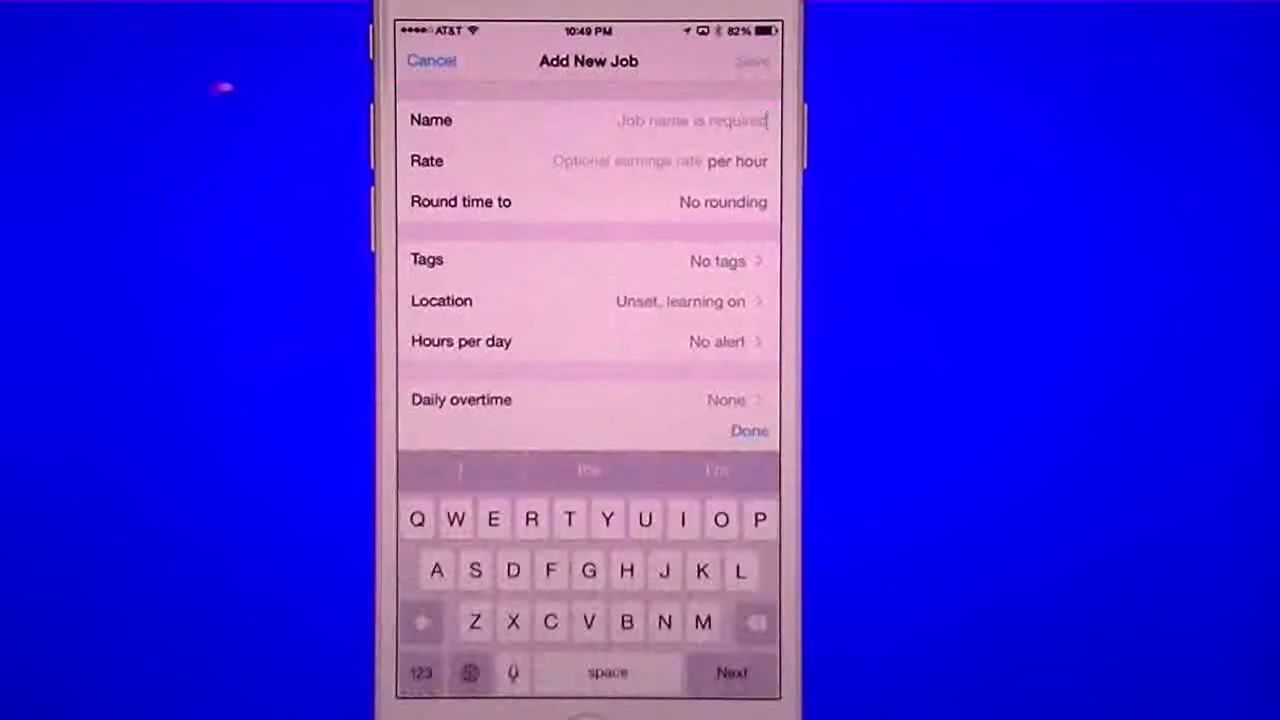 AT&T 10:49 PM 82%
Cancel Add New Job Save
Name Job name is required
Rate Optional earnings rate per hour
Round time to No rounding
Tags No tags
Location Unset, learning on
Hours per day No alert
Daily overtime None
Done
I the I'm
Q W E R T Y U I O P
A S D F G H J K L
Z X C V B N M
123 space Next